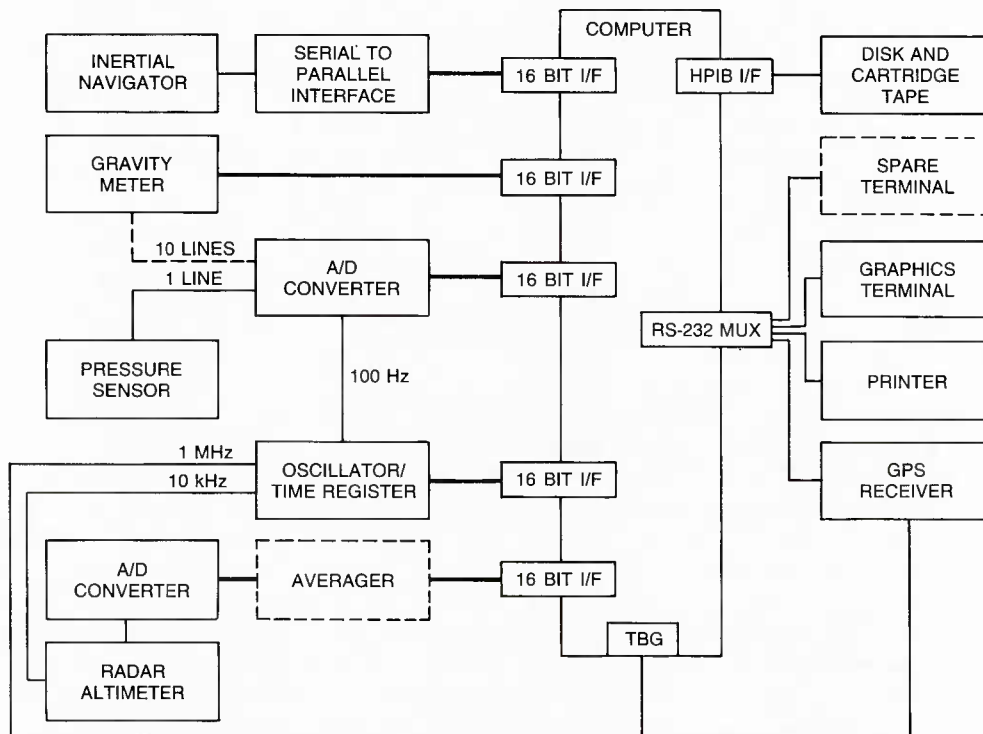 COMPUTER
INERTIAL
NAVIGATOR
SERIAL TO
PARALLEL
INTERFACE
16 BIT I/F
HPIB I/F
DISK AND
CARTRIDGE
TAPE
GRAVITY
METER
16 BIT I/F
SPARE
TERMINAL
10 LINES
1 LINE
A/D
CONVERTER
16 BIT I/F
GRAPHICS
TERMINAL
RS-232 MUX
PRESSURE
SENSOR
100 Hz
PRINTER
1 MHz
10 kHz
OSCILLATOR/
TIME REGISTER
16 BIT I/F
GPS
RECEIVER
A/D
CONVERTER
AVERAGER
16 BIT I/F
TBG
RADAR
ALTIMETER